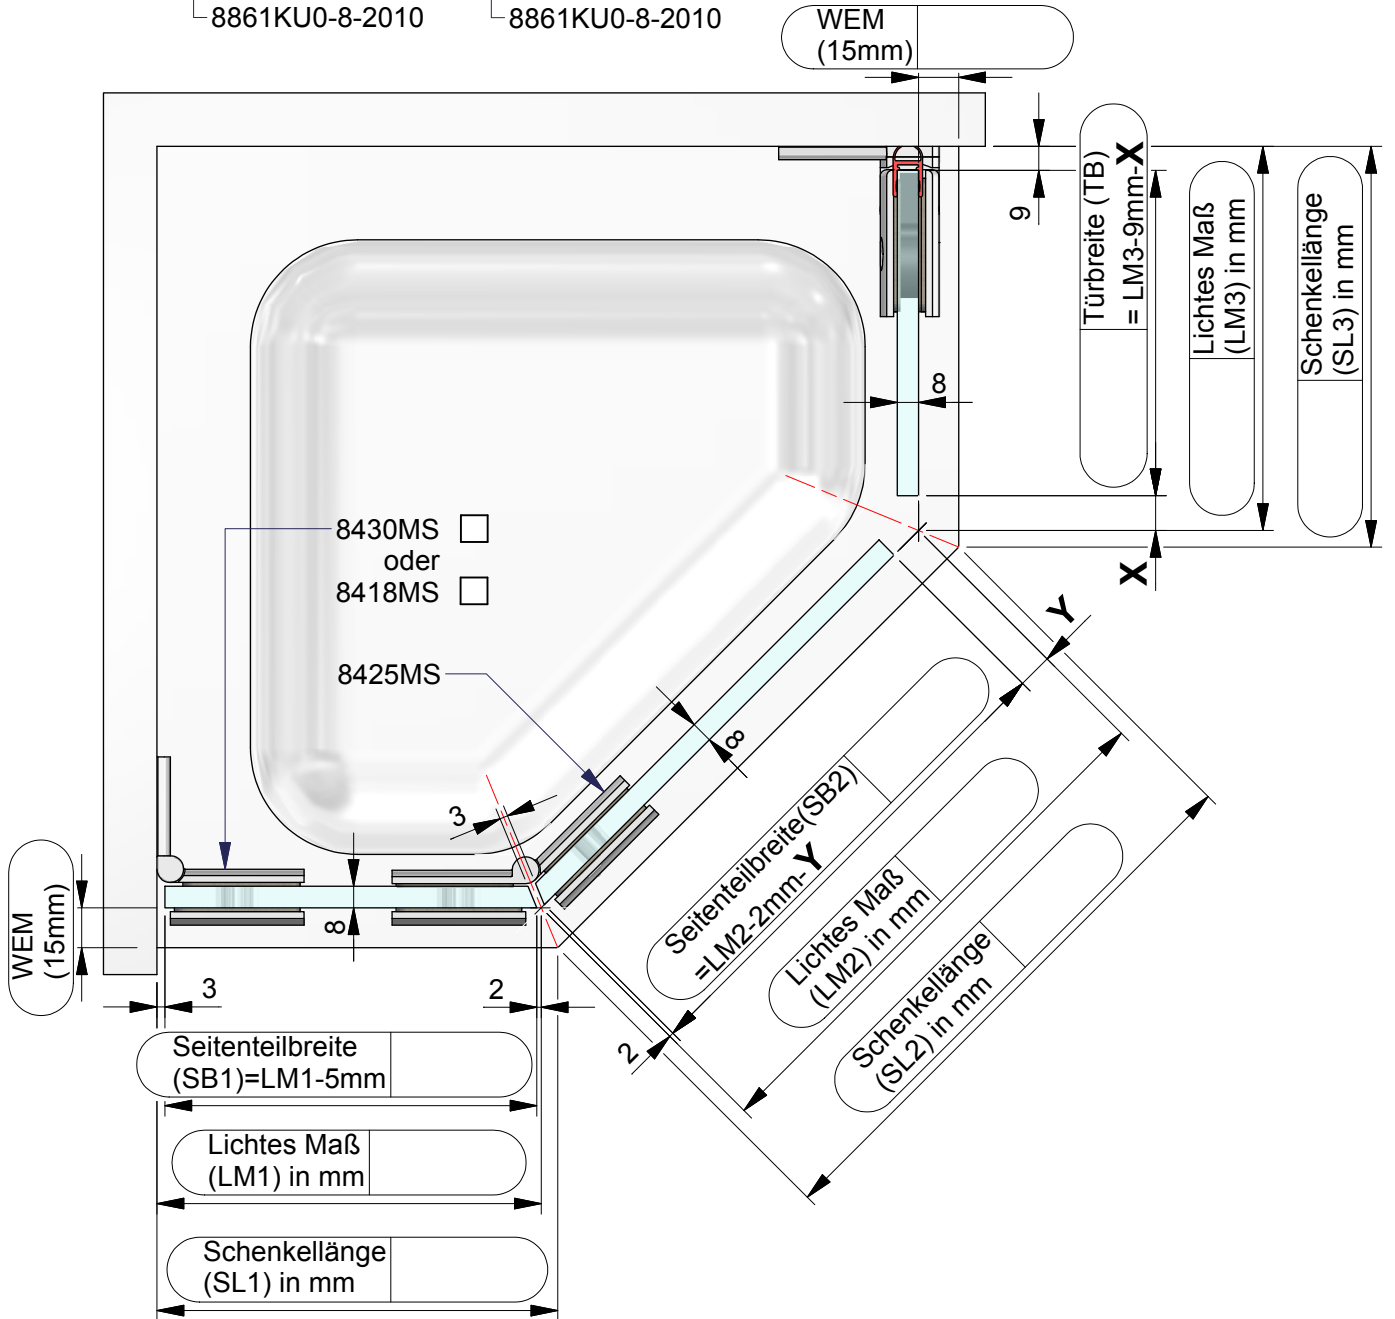 8861KU0-8-2010
8861KU0-8-2010
WEM
(15mm)
9
Türbreite (TB)
= LM3-9mm-X
Lichtes Maß
(LM3) in mm
Schenkellänge
(SL3) in mm
8
8430MS
oder
8418MS
8425MS
X
Y
8
3
Seitenteilbreite(SB2)
=LM2-2mm-Y
Lichtes Maß
(LM2) in mm
Schenkellänge
(SL2) in mm
WEM
(15mm)
8
3
2
2
Seitenteilbreite
(SB1)=LM1-5mm
Lichtes Maß
(LM1) in mm
Schenkellänge
(SL1) in mm